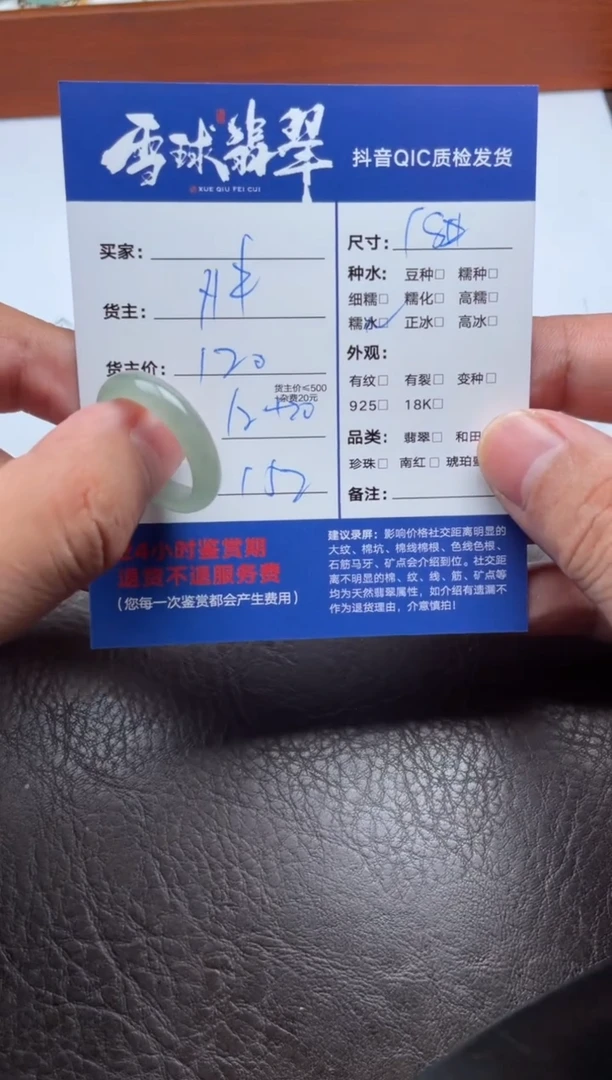 雪球翡翠
XUE QIU FEI CUI
抖音QIC质检发货
买家：
货主：
货主价：120
货主价≤500
+杂费20元
12+20
152
24小时鉴赏期
退货不退服务费
（您每一次鉴赏都会产生费用）
尺寸：18
种水： 豆种□ 糯种□
细糯□ 糯化□ 高糯□
糯冰□ 正冰□ 高冰□
外观：
有纹□ 有裂□ 变种□
925□ 18K□
品类： 翡翠□ 和田
珍珠□ 南红□ 琥珀
备注：
建议录屏：影响价格社交距离明显的
大纹、棉坑、棉线棉根、色线色根、
石筋马牙、矿点会介绍到位。社交距
离不明显的棉、纹、线、筋、矿点等
均为天然翡翠属性，如介绍有遗漏不
作为退货理由，介意慎拍！